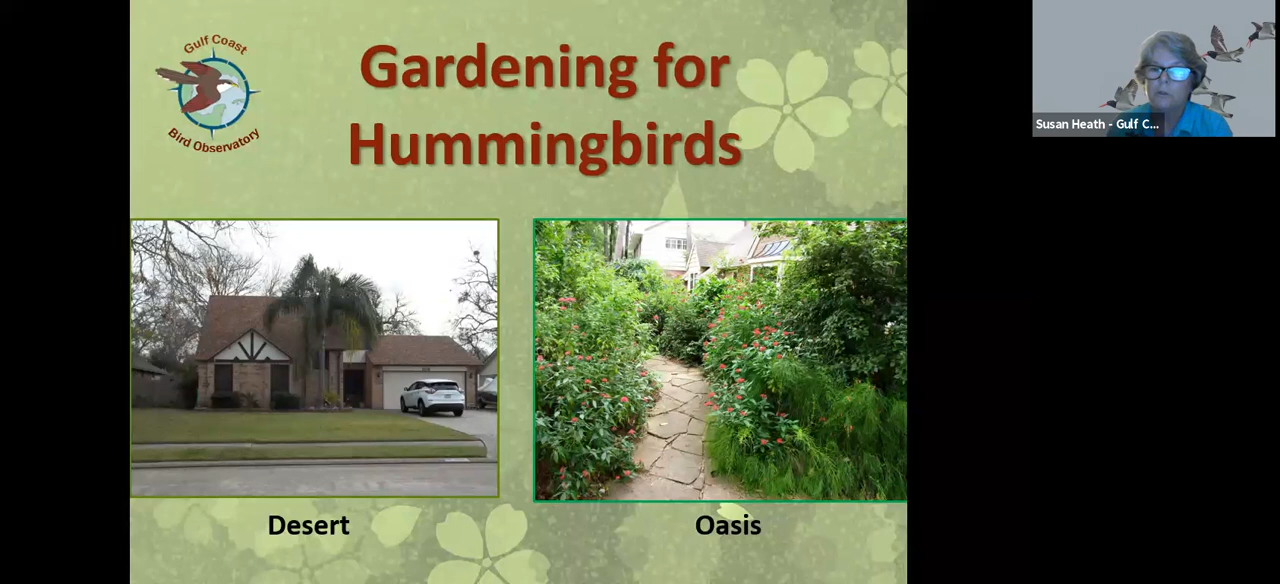 Gulf Coast
Bird Observatory
Gardening for
Hummingbirds
Susan Heath - Gulf C...
Desert
Oasis